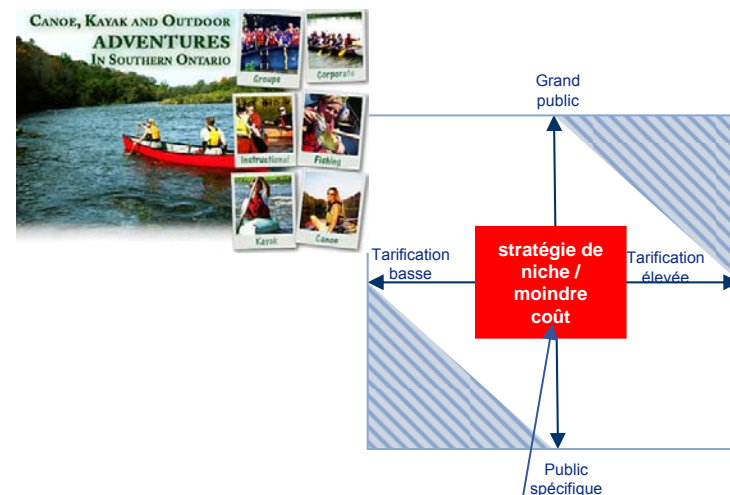 CANOE, KAYAK AND OUTDOOR
ADVENTURES
IN SOUTHERN ONTARIO
Groups
Corporate
Instructional
Fishing
Kayak
Canoe
Grand
public
Tarification
basse
stratégie de
niche /
moindre
coût
Tarification
élevée
Public
spécifique